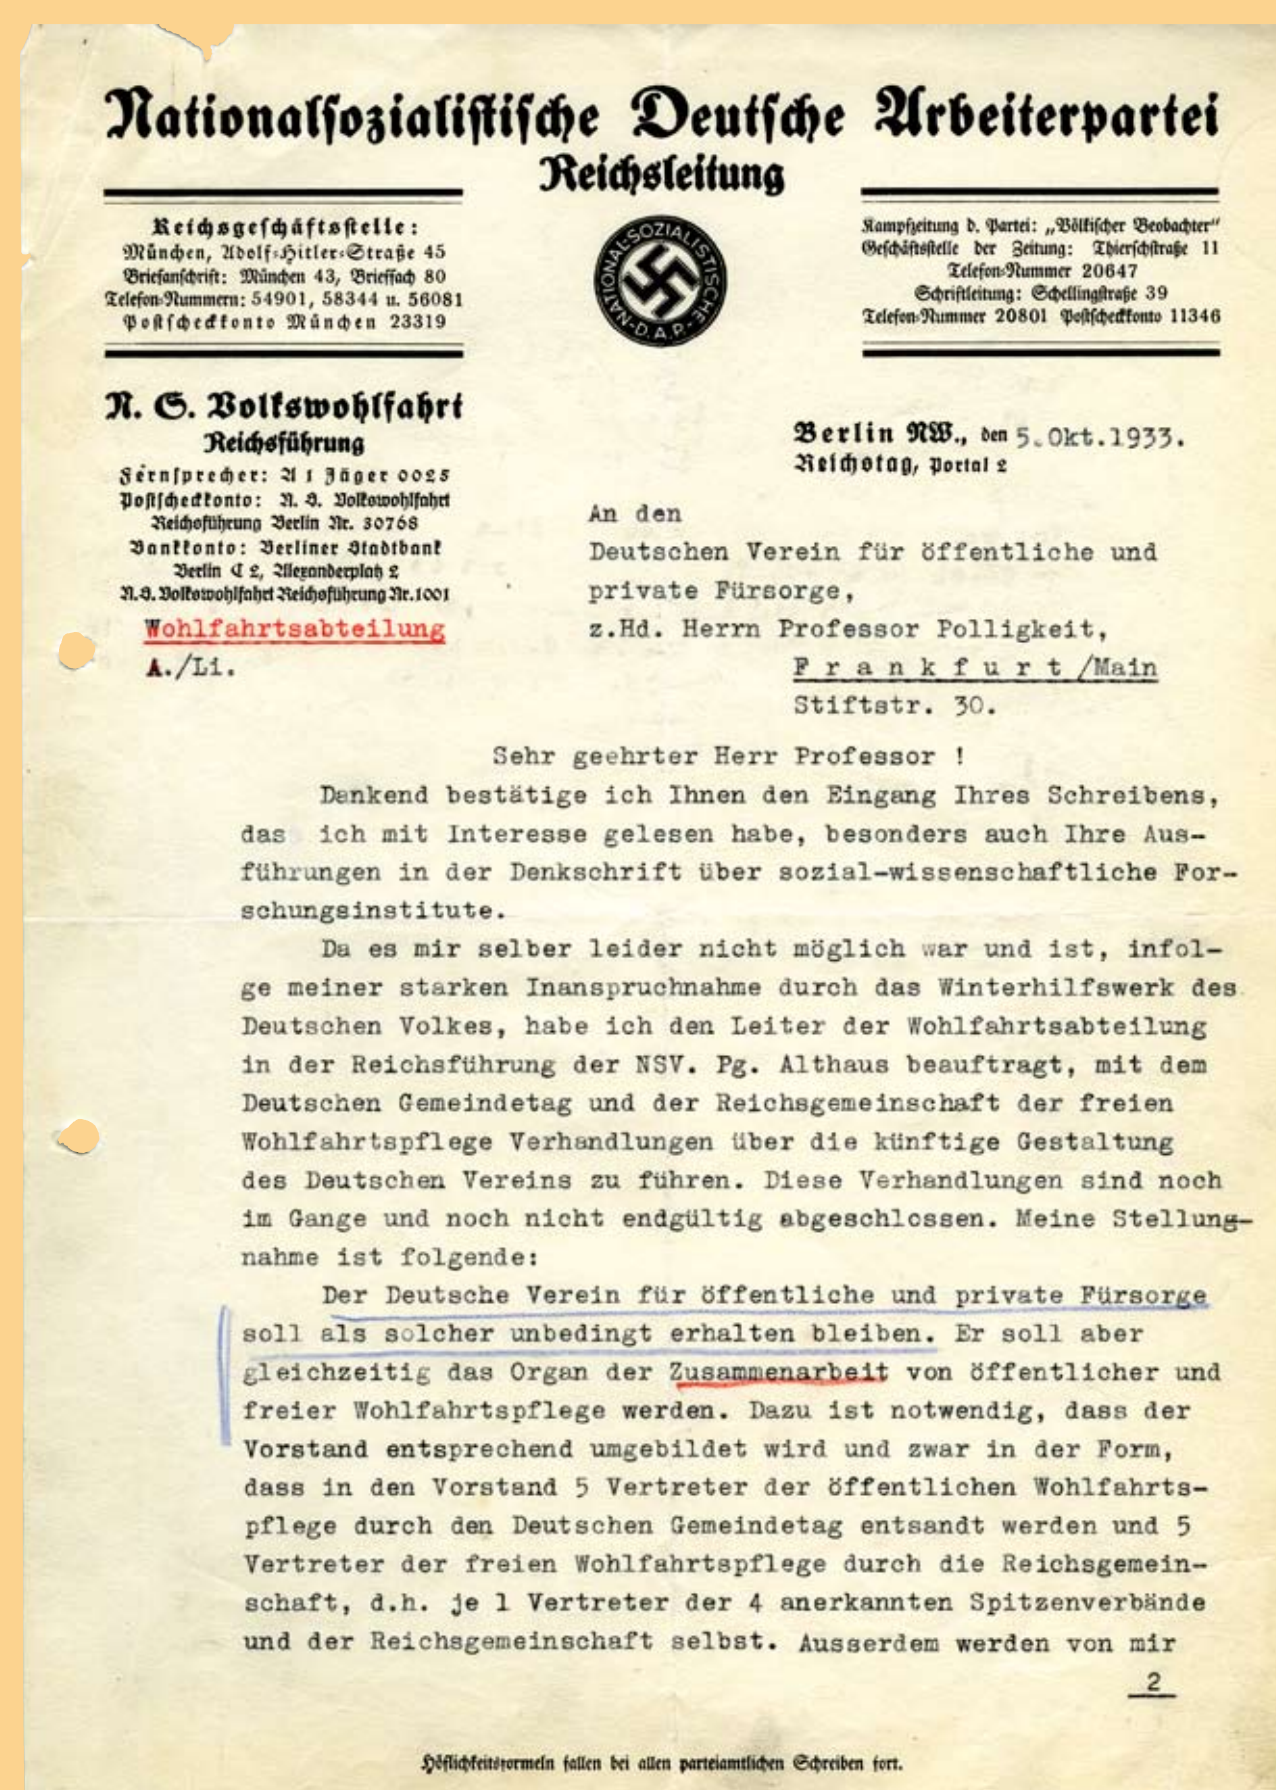 Nationalsozialistische Deutsche Arbeiterpartei
Reichsleitung
Reichsgeschäftsstelle:
München, Adolf-Hitler-Straße 45
Briefanschrift: München 43, Brieffach 80
Telefon-Nummern: 54901, 58344 u. 56081
Postscheckkonto München 23319
NATIONAL-SOZIALISTISCHE
-D.A.P.-
Kampfzeitung d. Partei: „Völkischer Beobachter“
Geschäftsstelle der Zeitung: Thierschstraße 11
Telefon-Nummer 20647
Schriftleitung: Schellingstraße 39
Telefon-Nummer 20801 Postscheckkonto 11346
N. S. Volkswohlfahrt
Reichsführung
Fernsprecher: A 1 Jäger 0025
Postscheckkonto: N. S. Volkswohlfahrt
Reichsführung Berlin Nr. 30768
Bankkonto: Berliner Stadtbank
Berlin C 2, Alexanderplatz 2
N.S. Volkswohlfahrt Reichsführung Nr. 1001
Wohlfahrtsabteilung
A./Li.
Berlin NW., den 5.Okt.1933.
Reichstag, Portal 2
An den
Deutschen Verein für öffentliche und
private Fürsorge,
z.Hd. Herrn Professor Polligkeit,
F r a n k f u r t /Main
Stiftstr. 30.
Sehr geehrter Herr Professor !
Dankend bestätige ich Ihnen den Eingang Ihres Schreibens,
das ich mit Interesse gelesen habe, besonders auch Ihre Aus-
führungen in der Denkschrift über sozial-wissenschaftliche For-
schungsinstitute.
Da es mir selber leider nicht möglich war und ist, infol-
ge meiner starken Inanspruchnahme durch das Winterhilfswerk des
Deutschen Volkes, habe ich den Leiter der Wohlfahrtsabteilung
in der Reichsführung der NSV. Pg. Althaus beauftragt, mit dem
Deutschen Gemeindetag und der Reichsgemeinschaft der freien
Wohlfahrtspflege Verhandlungen über die künftige Gestaltung
des Deutschen Vereins zu führen. Diese Verhandlungen sind noch
im Gange und noch nicht endgültig abgeschlossen. Meine Stellung-
nahme ist folgende:
Der Deutsche Verein für öffentliche und private Fürsorge
soll als solcher unbedingt erhalten bleiben. Er soll aber
gleichzeitig das Organ der Zusammenarbeit von öffentlicher und
freier Wohlfahrtspflege werden. Dazu ist notwendig, dass der
Vorstand entsprechend umgebildet wird und zwar in der Form,
dass in den Vorstand 5 Vertreter der öffentlichen Wohlfahrts-
pflege durch den Deutschen Gemeindetag entsandt werden und 5
Vertreter der freien Wohlfahrtspflege durch die Reichsgemein-
schaft, d.h. je 1 Vertreter der 4 anerkannten Spitzenverbände
und der Reichsgemeinschaft selbst. Ausserdem werden von mir
2
Höflichkeitsformeln fallen bei allen parteiamtlichen Schreiben fort.